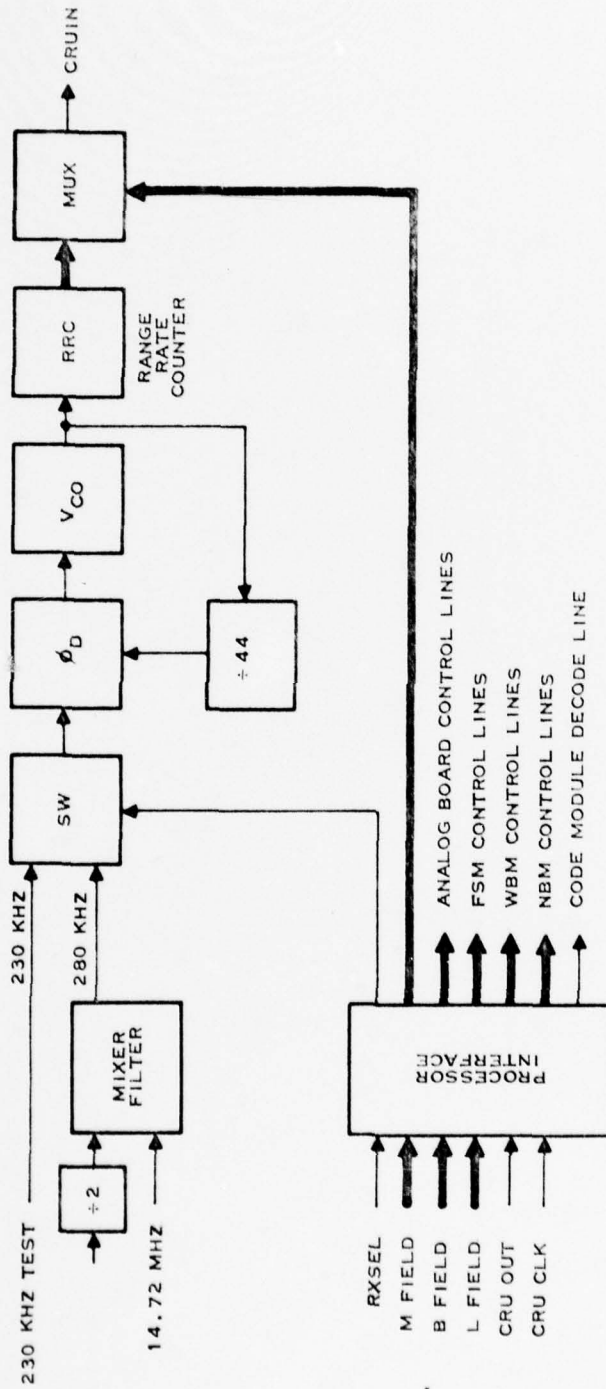 230 KHZ TEST
230 KHZ
÷2
14.72 MHZ
MIXER
FILTER
280 KHZ
SW
ϕD
÷44
VCO
RRC
RANGE
RATE
COUNTER
MUX
CRUIN
RXSEL
M FIELD
B FIELD
L FIELD
CRU OUT
CRU CLK
PROCESSOR
INTERFACE
ANALOG BOARD CONTROL LINES
FSM CONTROL LINES
WBM CONTROL LINES
NBM CONTROL LINES
CODE MODULE DECODE LINE